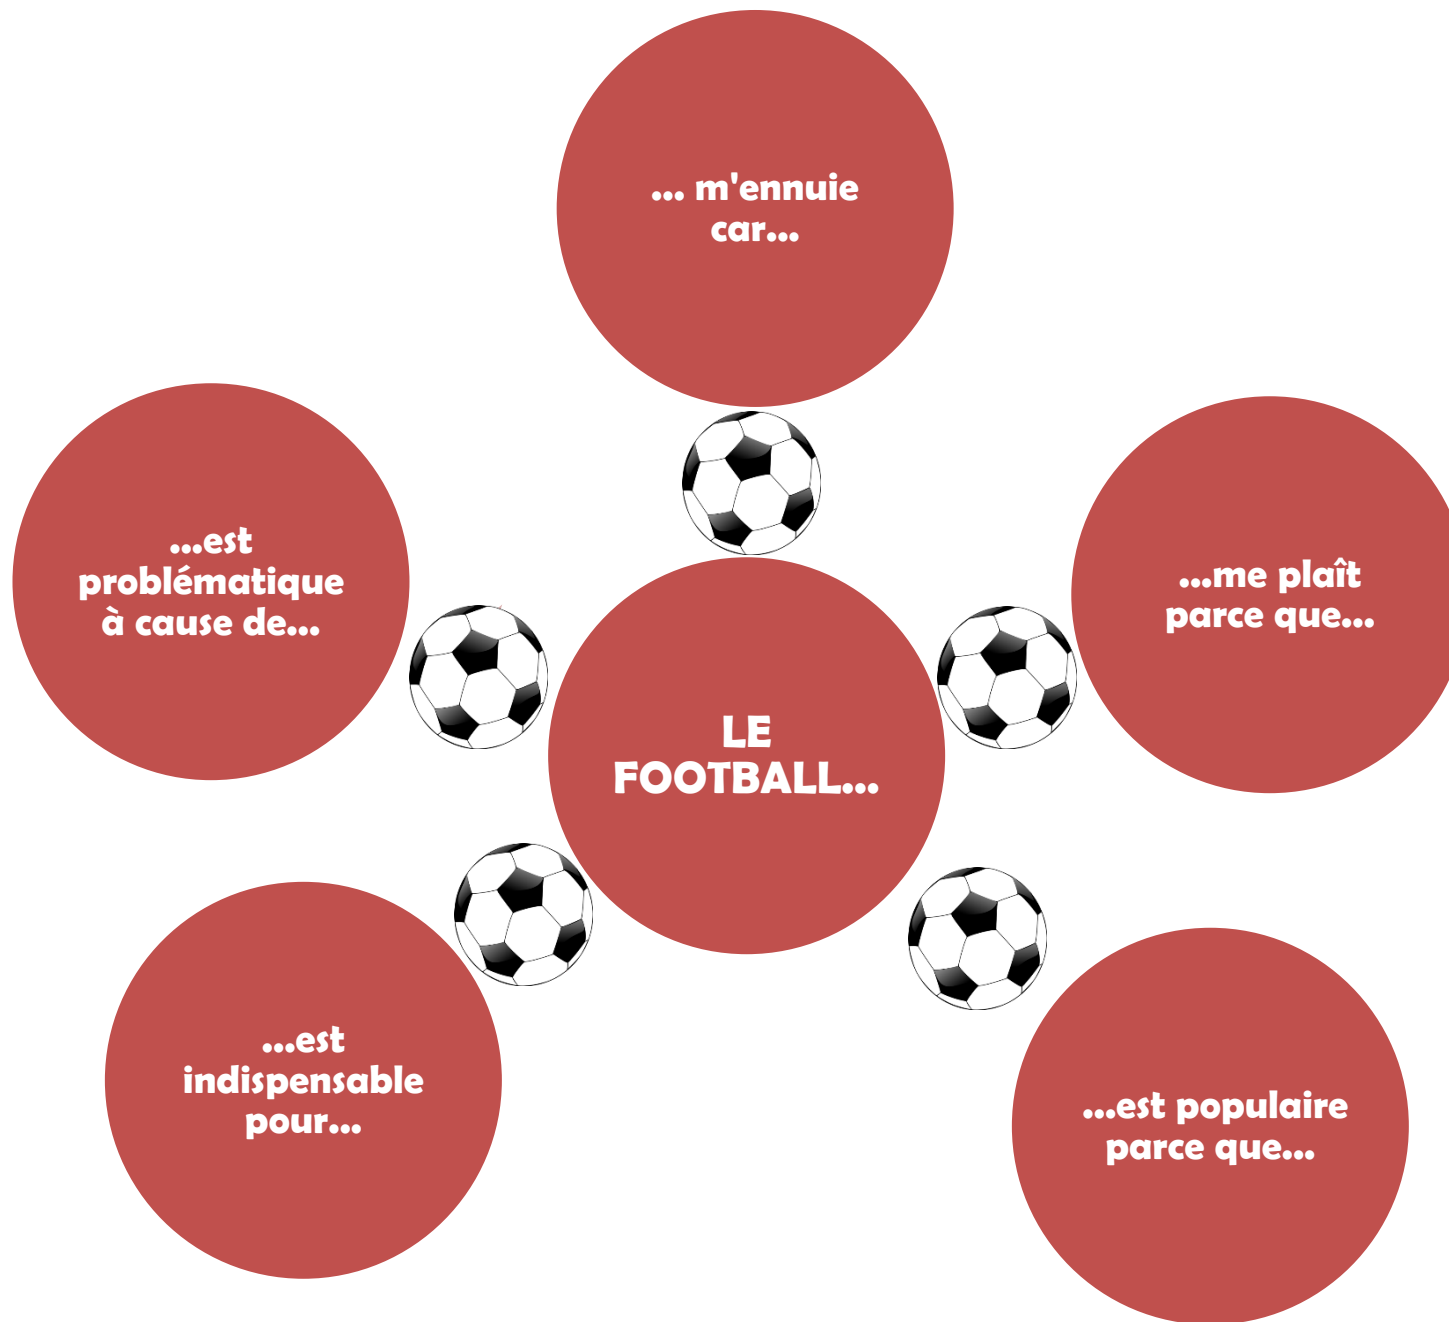 ... m'ennuie
car...
...est
problématique
à cause de...
...me plaît
parce que...
LE
FOOTBALL...
...est
indispensable
pour...
...est populaire
parce que...